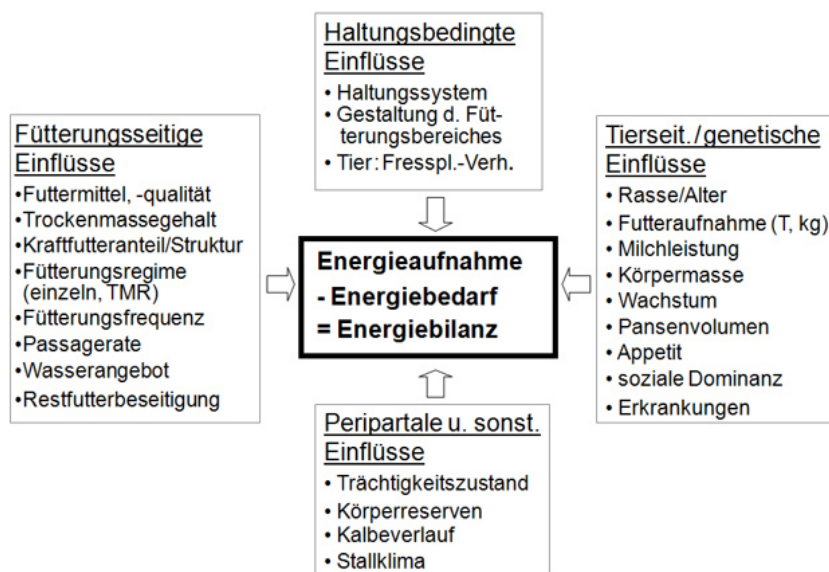 Haltungsbedingte
Einflüsse
• Haltungssystem
• Gestaltung d. Füt-
terungsbereiches
• Tier: Fresspl.-Verh.
Fütterungsseitige
Einflüsse
•Futtermittel, -qualität
•Trockenmassegehalt
•Kraftfutteranteil/Struktur
•Fütterungsregime
(einzeln, TMR)
•Fütterungsfrequenz
•Passagerate
•Wasserangebot
•Restfutterbeseitigung
Energieaufnahme
- Energiebedarf
= Energiebilanz
Tierseit./genetische
Einflüsse
• Rasse/Alter
• Futteraufnahme (T, kg)
• Milchleistung
• Körpermasse
• Wachstum
• Pansenvolumen
• Appetit
• soziale Dominanz
• Erkrankungen
Peripartale u. sonst.
Einflüsse
• Trächtigkeitszustand
• Körperreserven
• Kalbeverlauf
• Stallklima